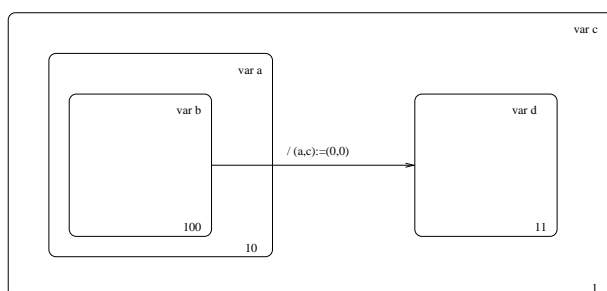 var c
var a
var b
var d
/ (a,c):=(0,0)
100
11
10
1